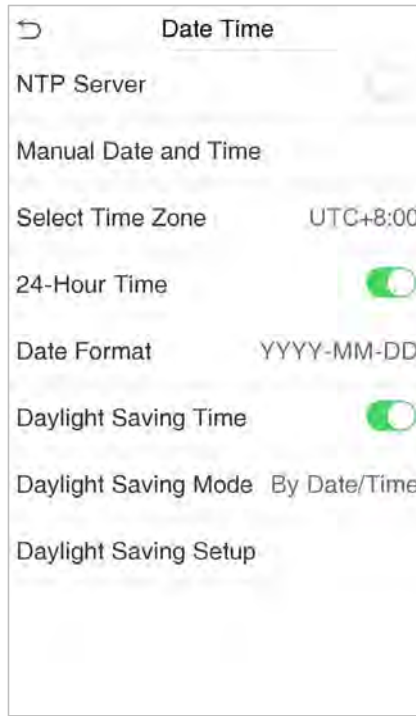 Date Time
NTP Server
Manual Date and Time
Select Time Zone UTC+8:00
24-Hour Time
Date Format YYYY-MM-DD
Daylight Saving Time
Daylight Saving Mode By Date/Time
Daylight Saving Setup